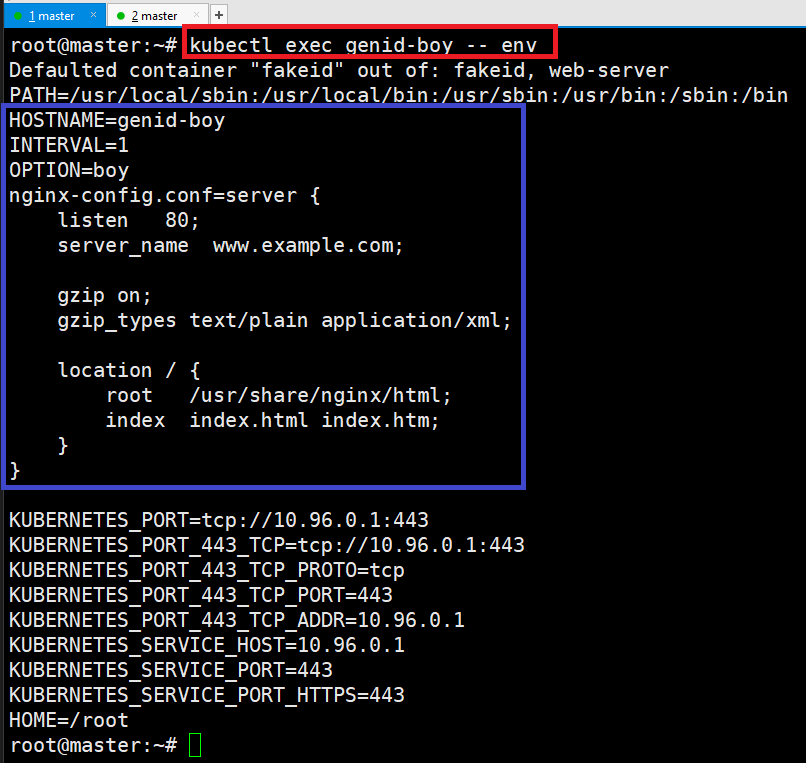 1 master
2 master
root@master:~# kubectl exec genid-boy -- env
Defaulted container "fakeid" out of: fakeid, web-server
PATH=/usr/local/sbin:/usr/local/bin:/usr/sbin:/usr/bin:/sbin:/bin
HOSTNAME=genid-boy
INTERVAL=1
OPTION=boy
nginx-config.conf=server {
    listen   80;
    server_name  www.example.com;

    gzip on;
    gzip_types text/plain application/xml;

    location / {
        root   /usr/share/nginx/html;
        index  index.html index.htm;
    }
}

KUBERNETES_PORT=tcp://10.96.0.1:443
KUBERNETES_PORT_443_TCP=tcp://10.96.0.1:443
KUBERNETES_PORT_443_TCP_PROTO=tcp
KUBERNETES_PORT_443_TCP_PORT=443
KUBERNETES_PORT_443_TCP_ADDR=10.96.0.1
KUBERNETES_SERVICE_HOST=10.96.0.1
KUBERNETES_SERVICE_PORT=443
KUBERNETES_SERVICE_PORT_HTTPS=443
HOME=/root
root@master:~#